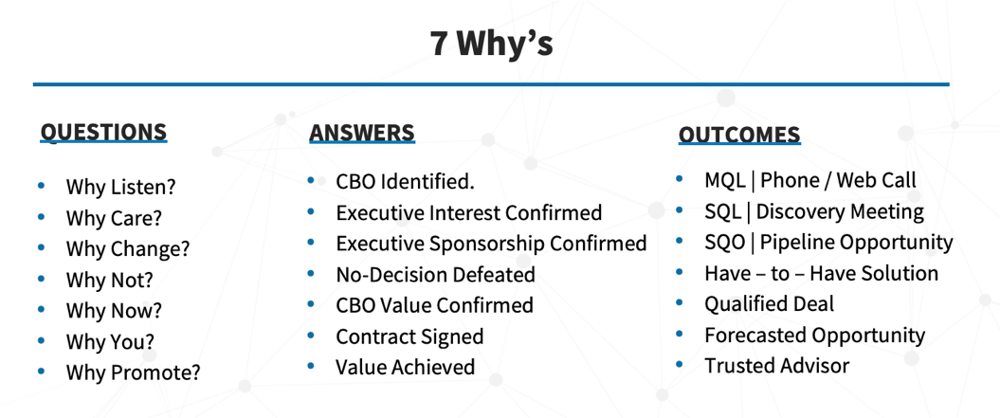 7 Why’s
QUESTIONS
• Why Listen?
• Why Care?
• Why Change?
• Why Not?
• Why Now?
• Why You?
• Why Promote?
ANSWERS
• CBO Identified.
• Executive Interest Confirmed
• Executive Sponsorship Confirmed
• No-Decision Defeated
• CBO Value Confirmed
• Contract Signed
• Value Achieved
OUTCOMES
• MQL | Phone / Web Call
• SQL | Discovery Meeting
• SQO | Pipeline Opportunity
• Have – to – Have Solution
• Qualified Deal
• Forecasted Opportunity
• Trusted Advisor